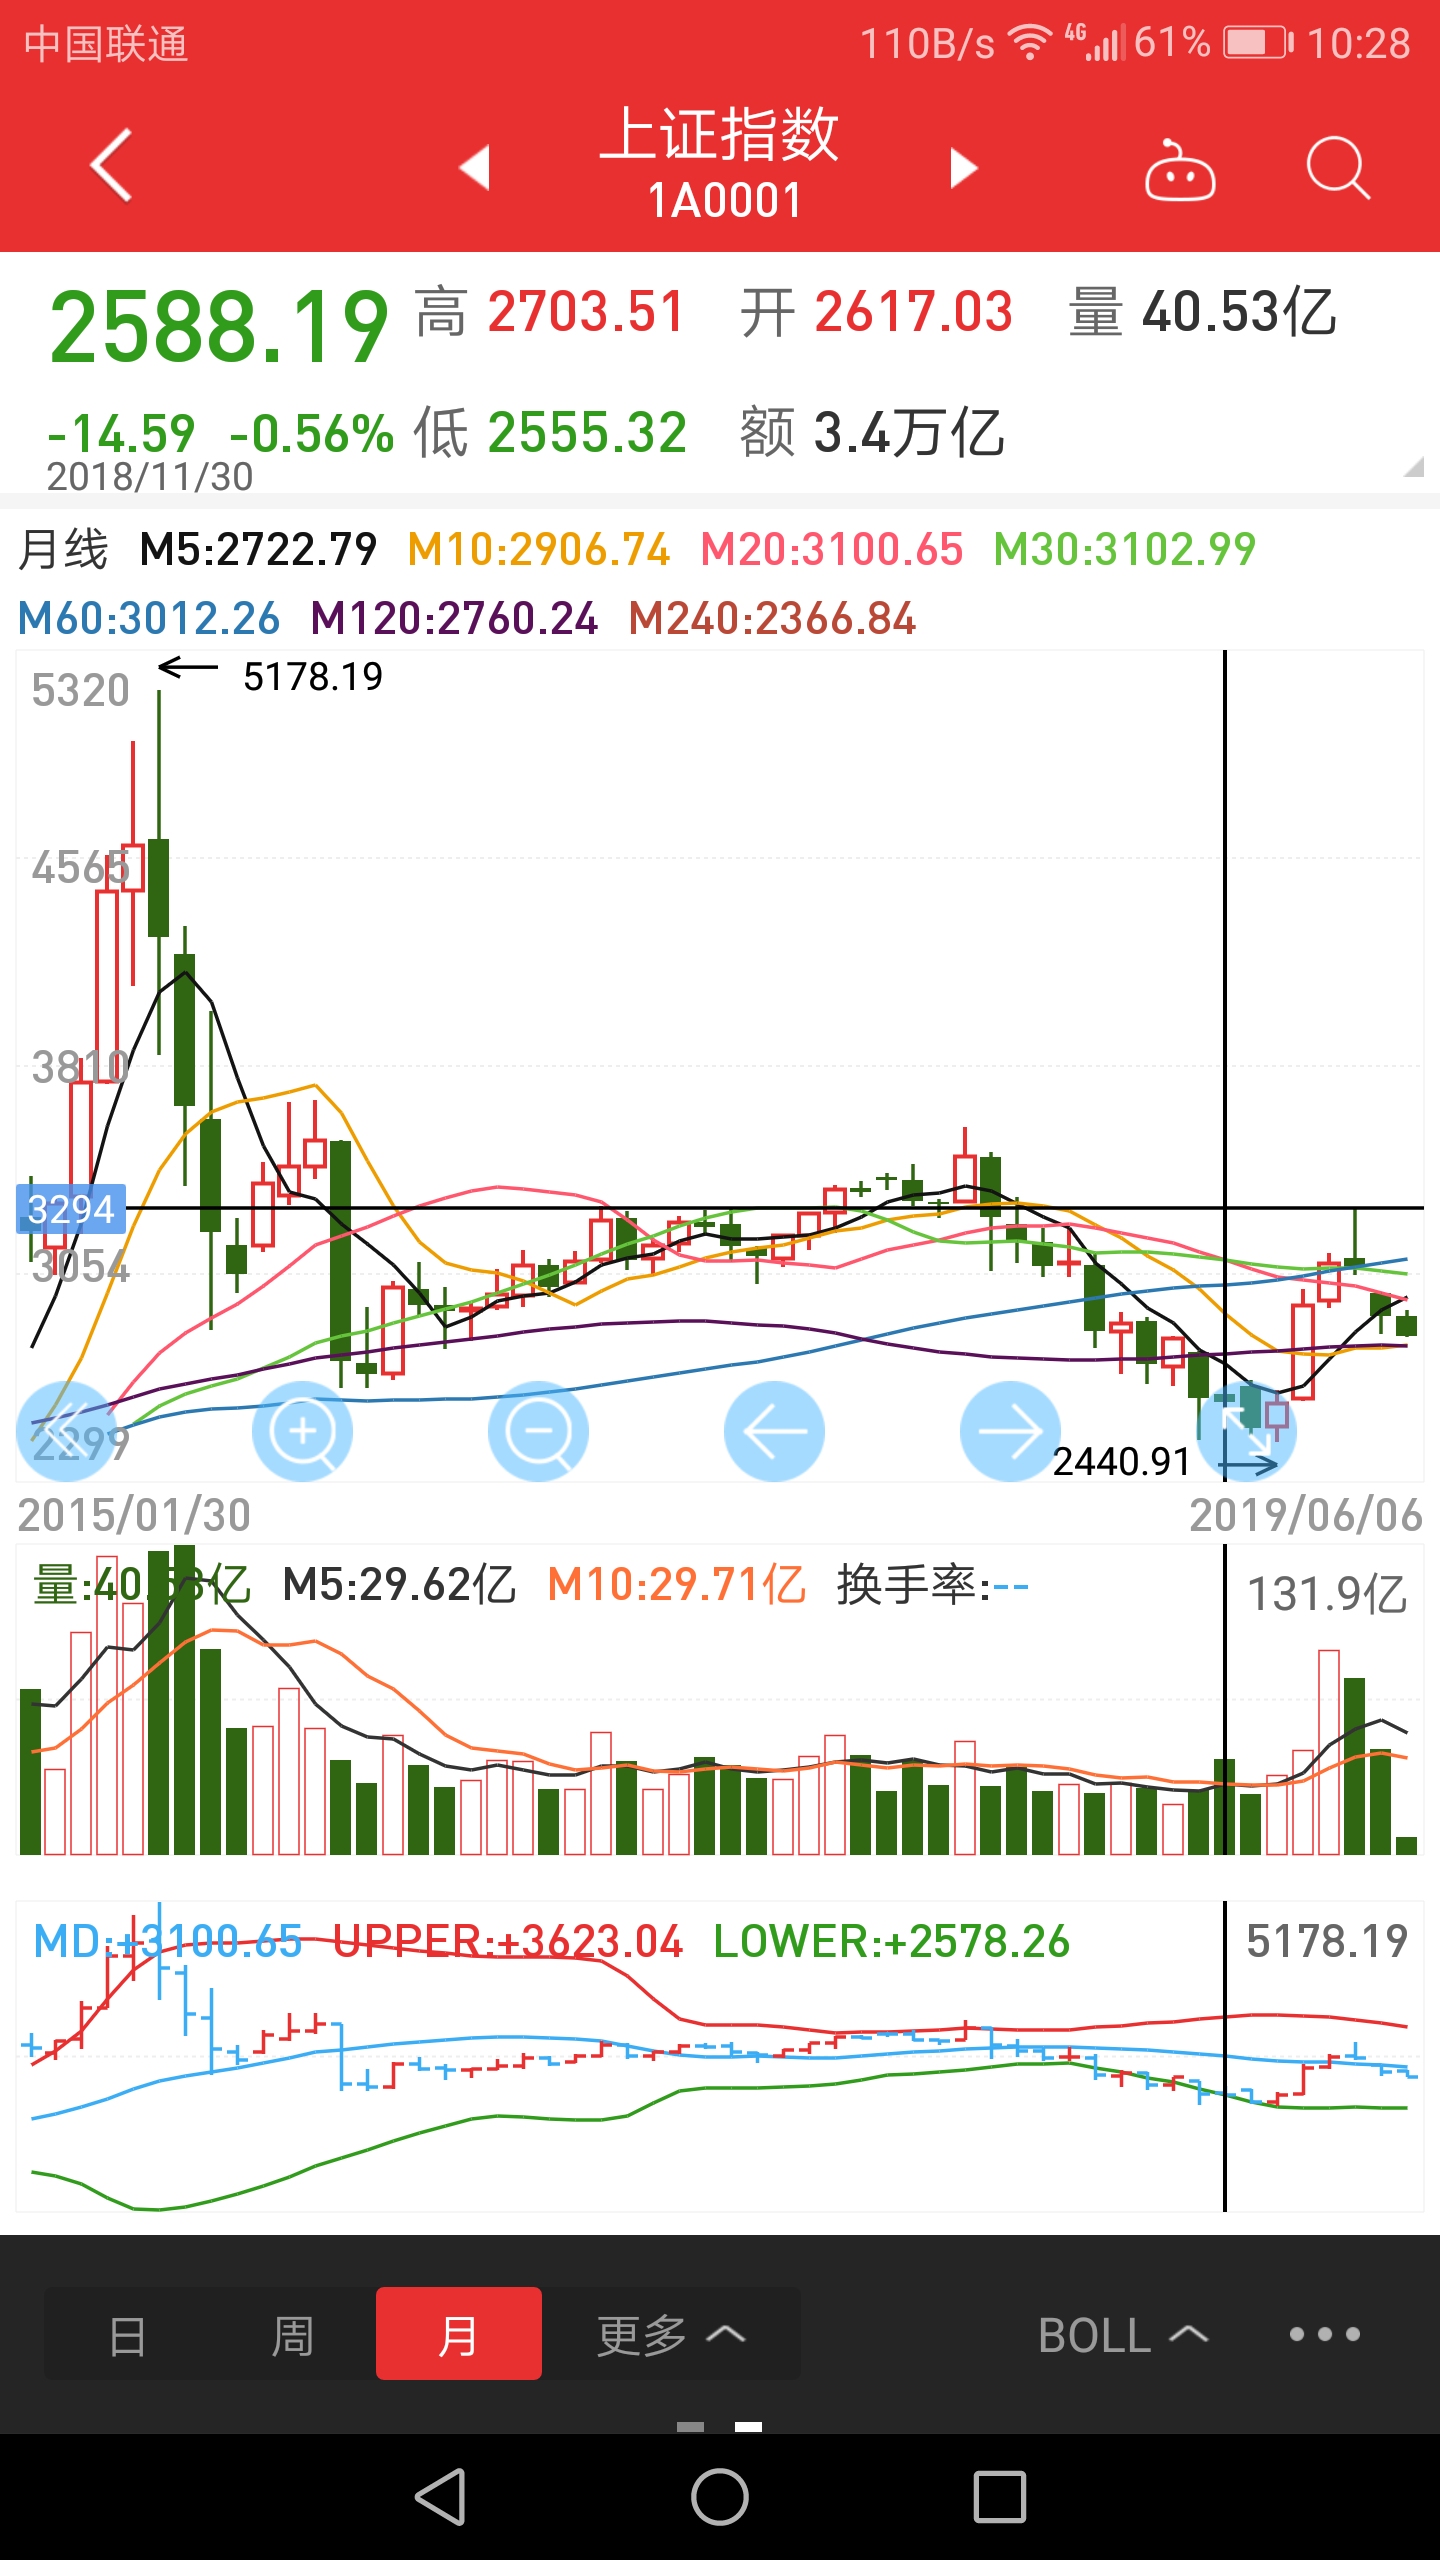 中国联通 110B/s 4G 61% 10:28
上证指数
1A0001
2588.19 高 2703.51 开 2617.03 量 40.53亿
-14.59 -0.56% 低 2555.32 额 3.4万亿
2018/11/30
月线 M5:2722.79 M10:2906.74 M20:3100.65 M30:3102.99
M60:3012.26 M120:2760.24 M240:2366.84
5178.19
5320
4565
3810
3294
3054
2299
2440.91
2015/01/30 2019/06/06
量:40.53亿 M5:29.62亿 M10:29.71亿 换手率:-- 131.9亿
MD:+3100.65 UPPER:+3623.04 LOWER:+2578.26 5178.19
日 周 月 更多 BOLL